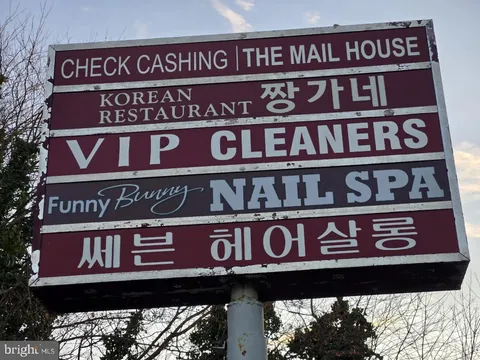 CHECK CASHING | THE MAIL HOUSE
KOREAN
RESTAURANT 짱가네
VIP CLEANERS
Funny Bunny NAIL SPA
쎄븐 헤어살롱
bright MLS